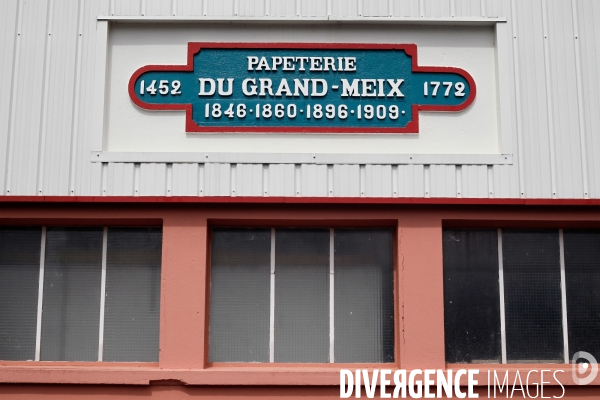 PAPETERIE
1452 DU GRAND-MEIX 1772
1846·1860·1896·1909·
DIVERGENCE IMAGES